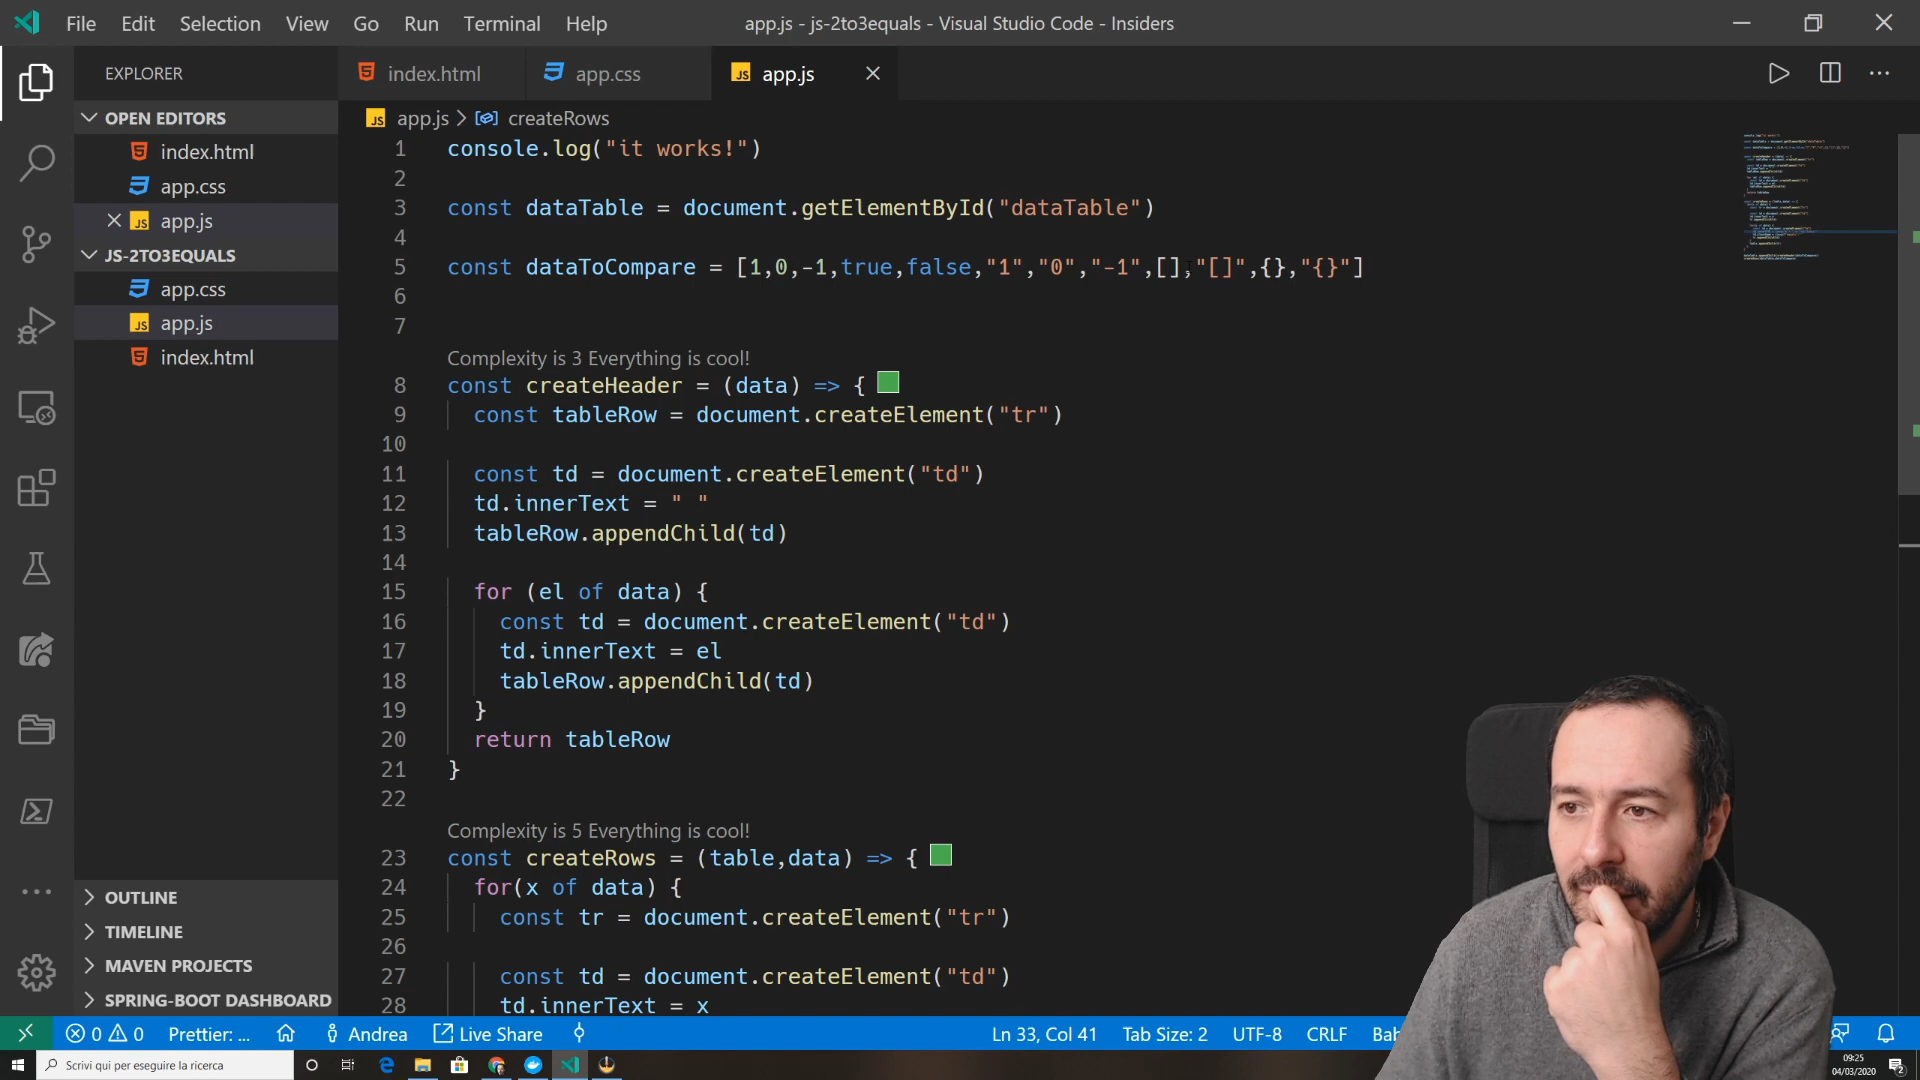 File Edit Selection View Go Run Terminal Help
app.js - js-2to3equals - Visual Studio Code - Insiders
EXPLORER
OPEN EDITORS
index.html
app.css
app.js
JS-2TO3EQUALS
app.css
app.js
index.html
OUTLINE
TIMELINE
MAVEN PROJECTS
SPRING-BOOT DASHBOARD
index.html app.css JS app.js
JS app.js > createRows
1 console.log("it works!")
2
3 const dataTable = document.getElementById("dataTable")
4
5 const dataToCompare = [1,0,-1,true,false,"1","0","-1",[],"[]",{},"{}"]
6
7
Complexity is 3 Everything is cool!
8 const createHeader = (data) => {
9 const tableRow = document.createElement("tr")
10
11 const td = document.createElement("td")
12 td.innerText = " "
13 tableRow.appendChild(td)
14
15 for (el of data) {
16 const td = document.createElement("td")
17 td.innerText = el
18 tableRow.appendChild(td)
19 }
20 return tableRow
21 }
22
Complexity is 5 Everything is cool!
23 const createRows = (table,data) => {
24 for(x of data) {
25 const tr = document.createElement("tr")
26
27 const td = document.createElement("td")
28 td.innerText = x
0 0 Prettier: ... Andrea Live Share Ln 33, Col 41 Tab Size: 2 UTF-8 CRLF Bab
Scrivi qui per eseguire la ricerca
09:25
04/03/2020